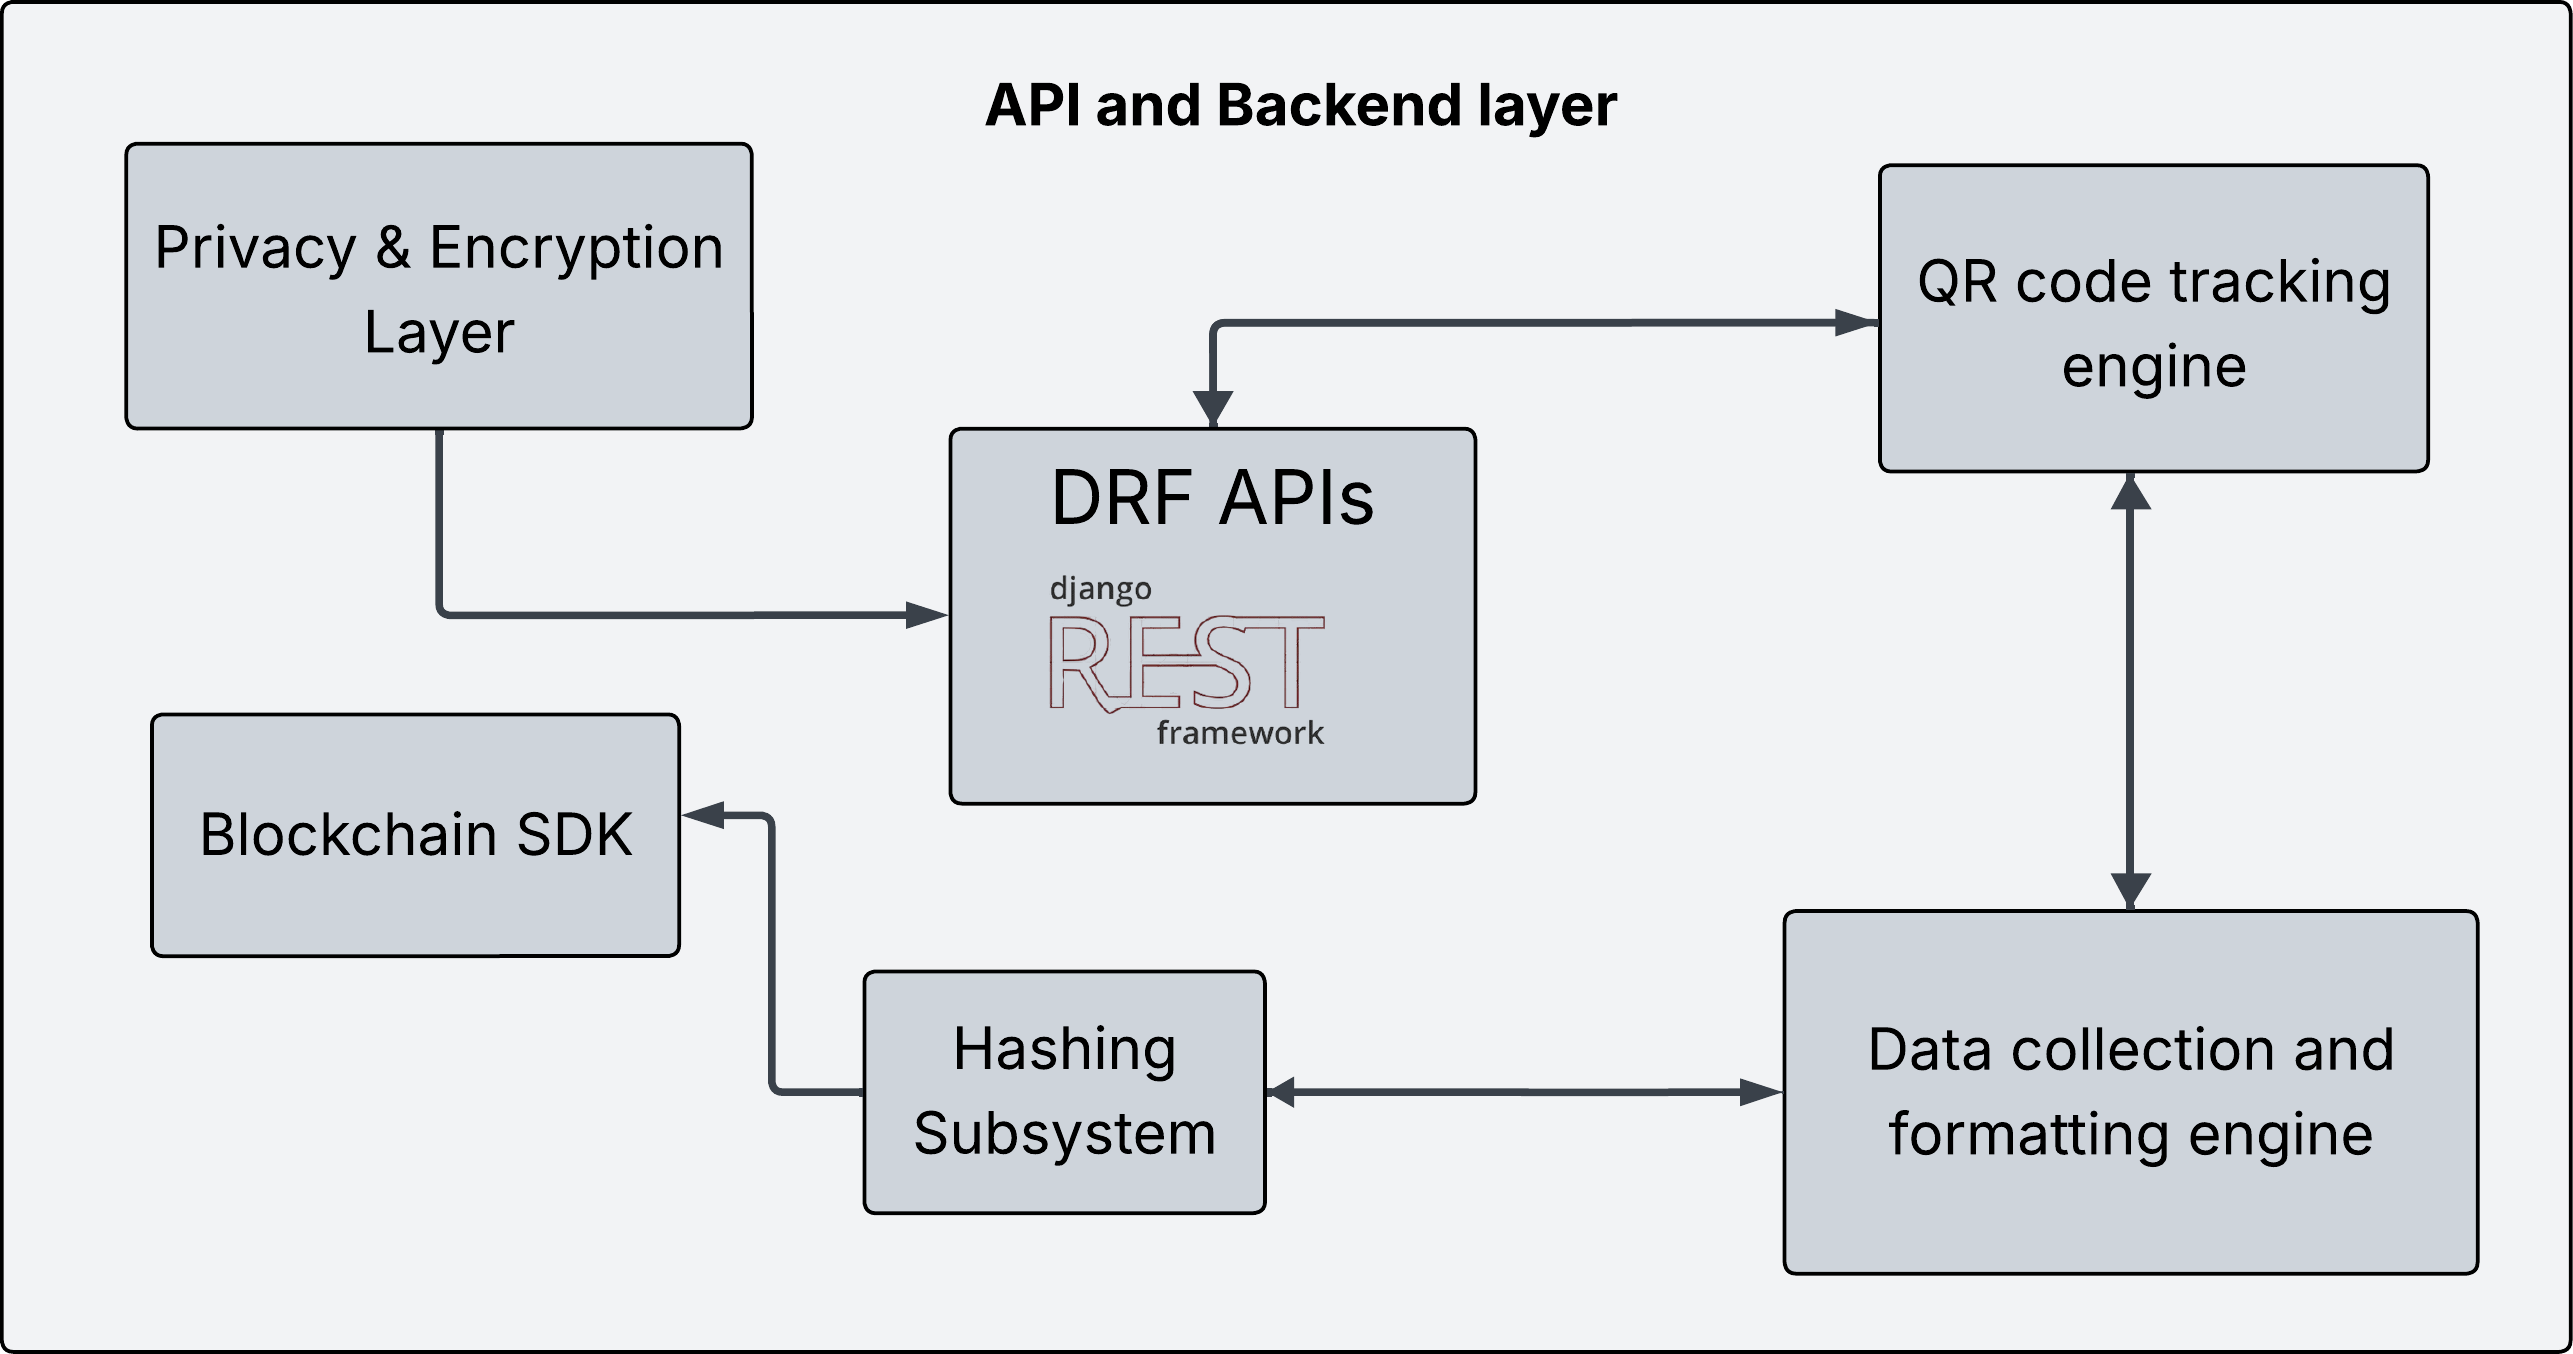 API and Backend layer
Privacy & Encryption
Layer
QR code tracking
engine
DRF APIs
django
REST
framework
Blockchain SDK
Hashing
Subsystem
Data collection and
formatting engine